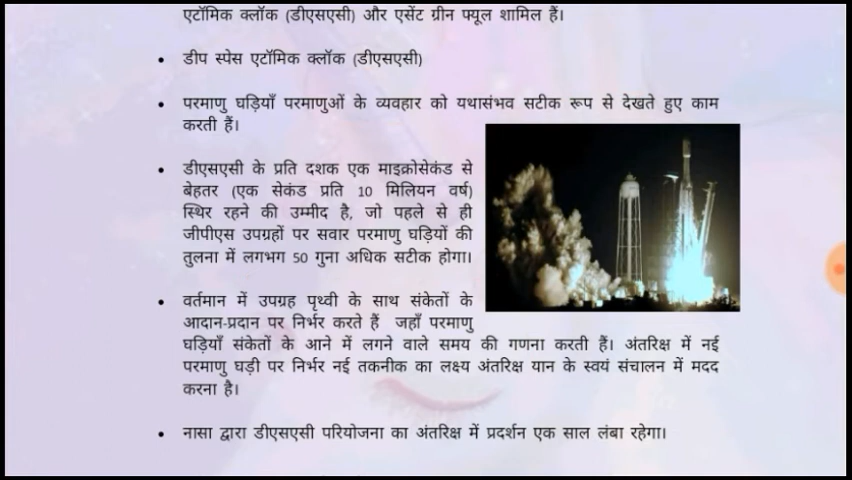 एटॉमिक क्लॉक (डीएसएसी) और एसेंट ग्रीन फ्यूल शामिल हैं।
• डीप स्पेस एटॉमिक क्लॉक (डीएसएसी)
• परमाणु घड़ियाँ परमाणुओं के व्यवहार को यथासंभव सटीक रूप से देखते हुए काम
करती हैं।
• डीएसएसी के प्रति दशक एक माइक्रोसेकंड से
बेहतर (एक सेकंड प्रति 10 मिलियन वर्ष)
स्थिर रहने की उम्मीद है, जो पहले से ही
जीपीएस उपग्रहों पर सवार परमाणु घड़ियों की
तुलना में लगभग 50 गुना अधिक सटीक होगा।
• वर्तमान में उपग्रह पृथ्वी के साथ संकेतों के
आदान-प्रदान पर निर्भर करते हैं जहाँ परमाणु
घड़ियाँ संकेतों के आने में लगने वाले समय की गणना करती हैं। अंतरिक्ष में नई
परमाणु घड़ी पर निर्भर नई तकनीक का लक्ष्य अंतरिक्ष यान के स्वयं संचालन में मदद
करना है।
• नासा द्वारा डीएसएसी परियोजना का अंतरिक्ष में प्रदर्शन एक साल लंबा रहेगा।